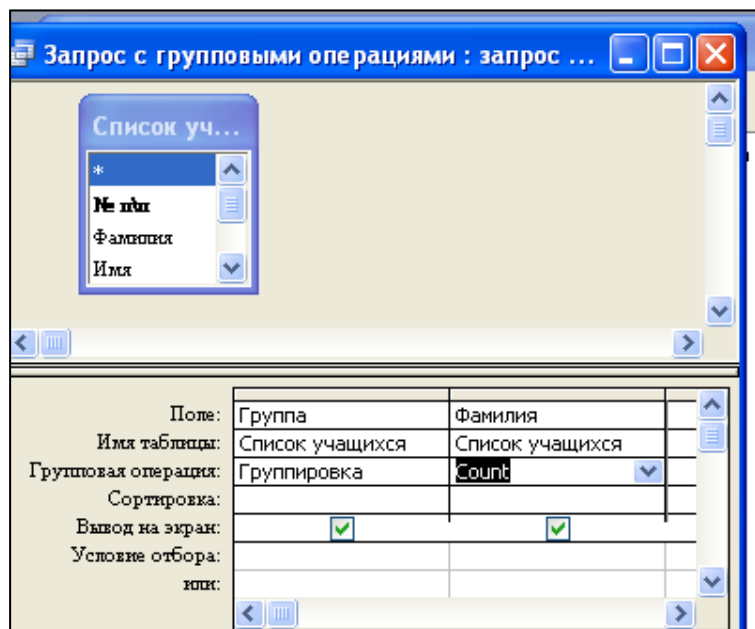 Запрос с групповыми операциями : запрос ...
Список уч...
*
№ п\п
Фамилия
Имя
Поле: Группа Фамилия
Имя таблицы: Список учащихся Список учащихся
Групповая операция: Группировка Count
Сортировка:
Вывод на экран:
Условие отбора:
или: